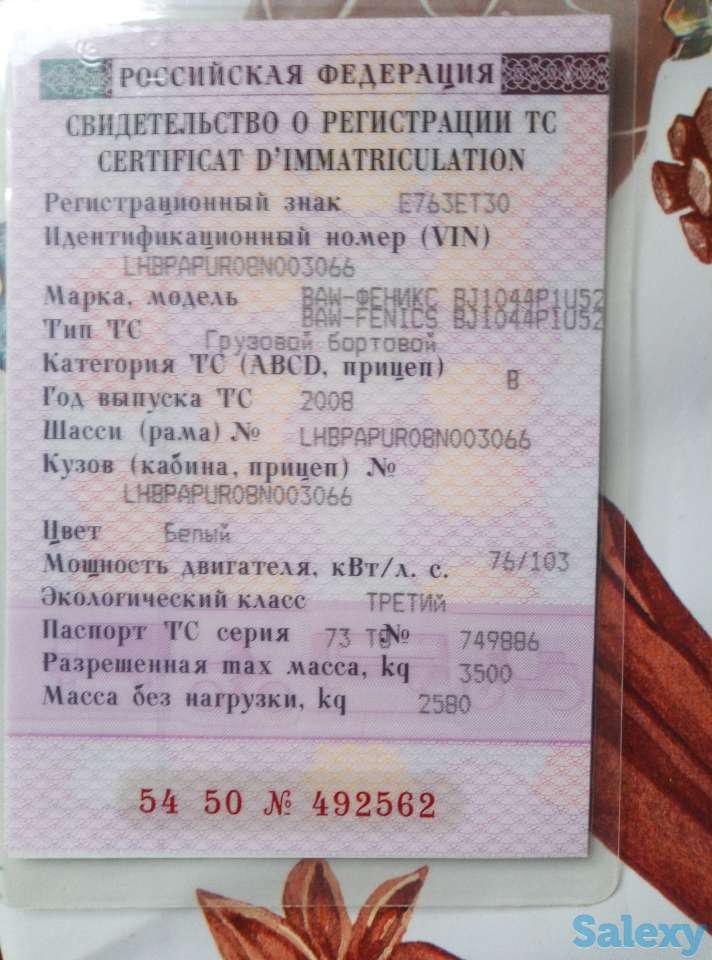 РОССИЙСКАЯ ФЕДЕРАЦИЯ
СВИДЕТЕЛЬСТВО О РЕГИСТРАЦИИ ТС
CERTIFICAT D'IMMATRICULATION
Регистрационный знак Е763ЕТ30
Идентификационный номер (VIN)
LHBPAPUR08N003066
Марка, модель BAW-ФЕНИКС BJ1044P1U52
BAW-FENICS BJ1044P1U52
Тип ТС Грузовой бортовой
Категория ТС (ABCD, прицеп) B
Год выпуска ТС 2008
Шасси (рама) № LHBPAPUR08N003066
Кузов (кабина, прицеп) №
LHBPAPUR08N003066
Цвет Белый
Мощность двигателя, кВт/л. с. 76/103
Экологический класс ТРЕТИЙ
Паспорт ТС серия 73 № 749886
Разрешенная max масса, kg 3500
Масса без нагрузки, kg 2580
54 50 № 492562
Salexy